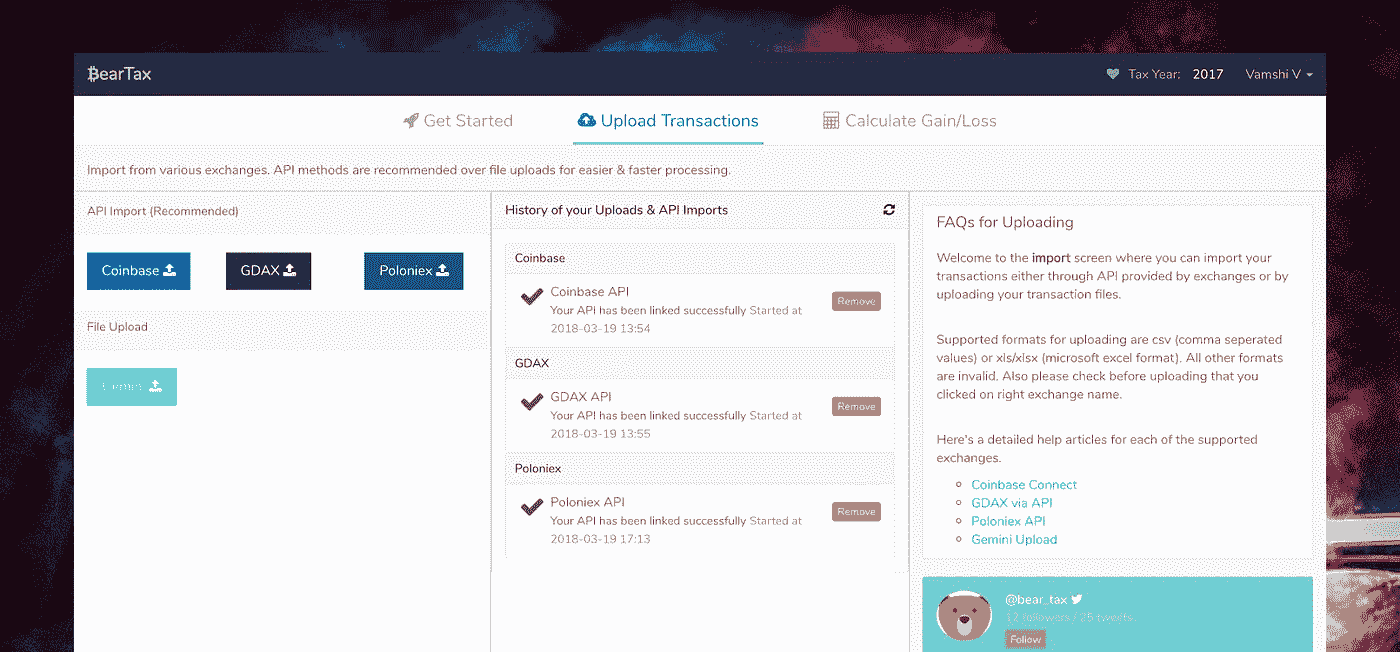 ₿earTax
Tax Year: 2017 Vamshi V
Get Started
Upload Transactions
Calculate Gain/Loss
Import from various exchanges. API methods are recommended over file uploads for easier & faster processing.
API Import (Recommended)
Coinbase
GDAX
Poloniex
File Upload
History of your Uploads & API Imports
Coinbase
Coinbase API
Your API has been linked successfully Started at
2018-03-19 13:54
Remove
GDAX
GDAX API
Your API has been linked successfully Started at
2018-03-19 13:55
Remove
Poloniex
Poloniex API
Your API has been linked successfully Started at
2018-03-19 17:13
Remove
FAQs for Uploading
Welcome to the import screen where you can import your
transactions either through API provided by exchanges or by
uploading your transaction files.
Supported formats for uploading are csv (comma seperated
values) or xls/xlsx (microsoft excel format). All other formats
are invalid. Also please check before uploading that you
clicked on right exchange name.
Here's a detailed help articles for each of the supported
exchanges.
Coinbase Connect
GDAX via API
Poloniex API
Gemini Upload
@bear_tax
12 followers / 25 tweets
Follow